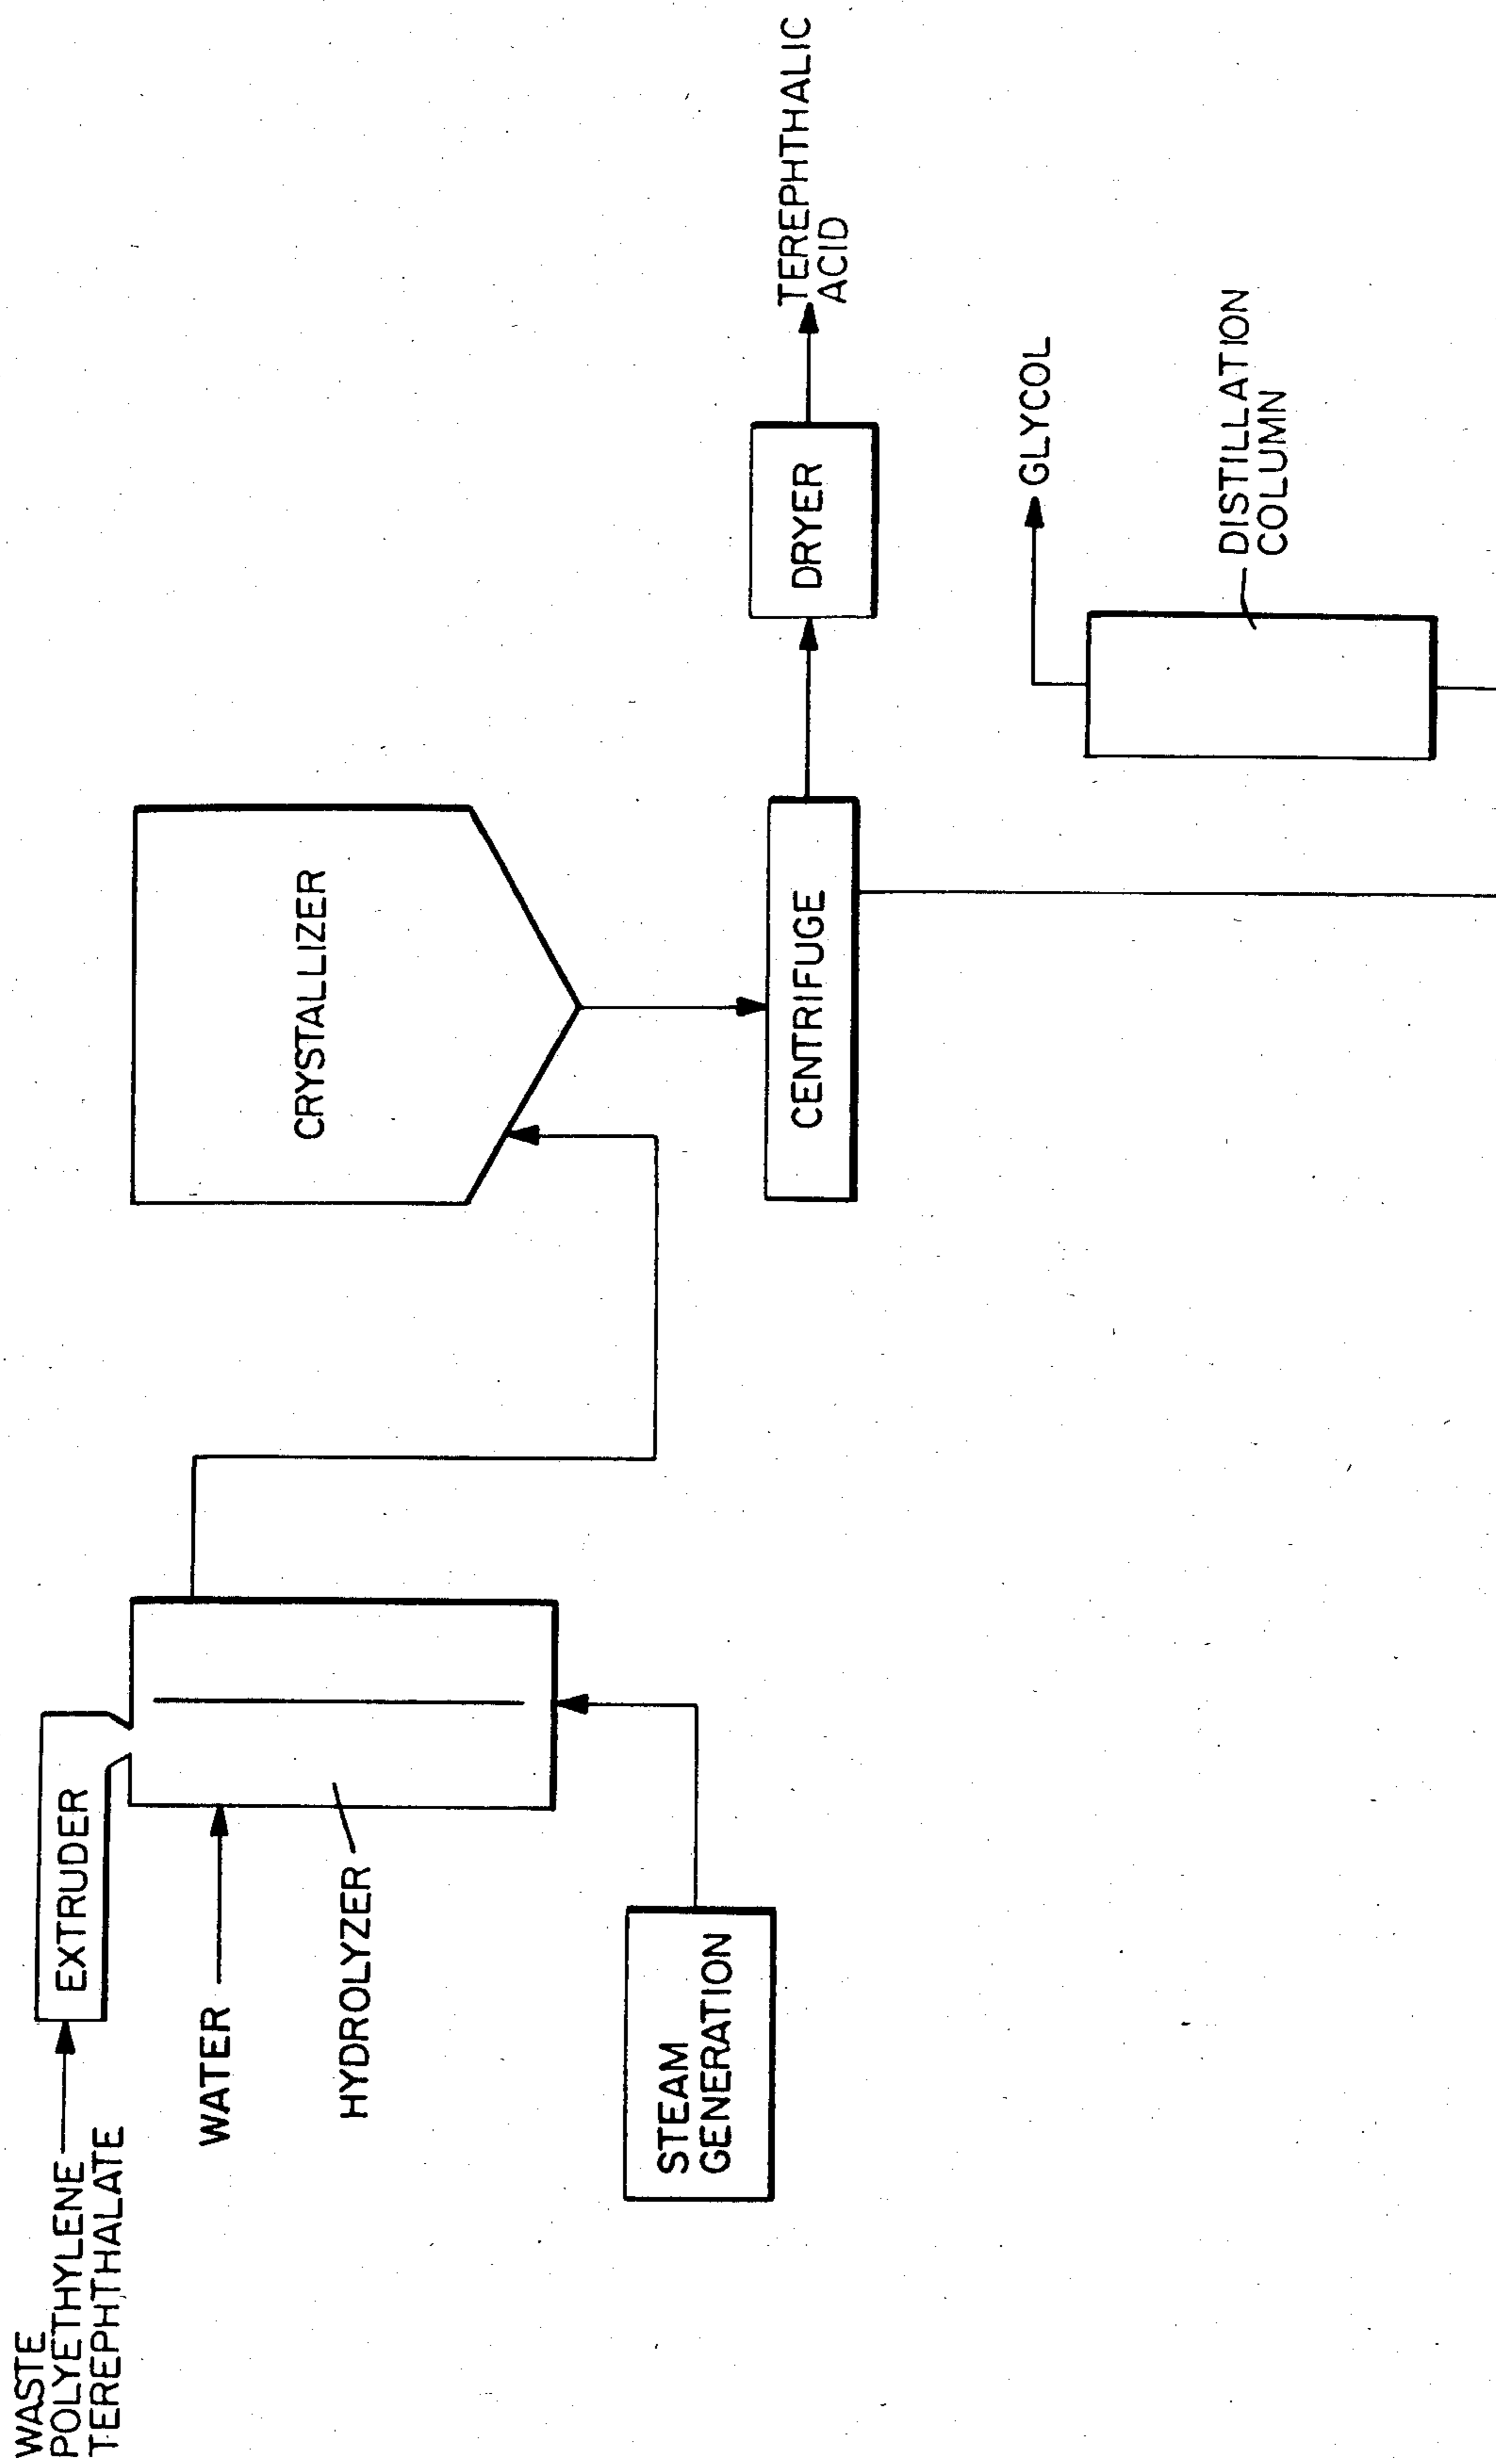 WASTE
POLYETHYLENE
TEREPHTHALATE
EXTRUDER
WATER
HYDROLYZER
STEAM
GENERATION
CRYSTALLIZER
CENTRIFUGE
DRYER
TEREPHTHALIC
ACID
GLYCOL
DISTILLATION
COLUMN